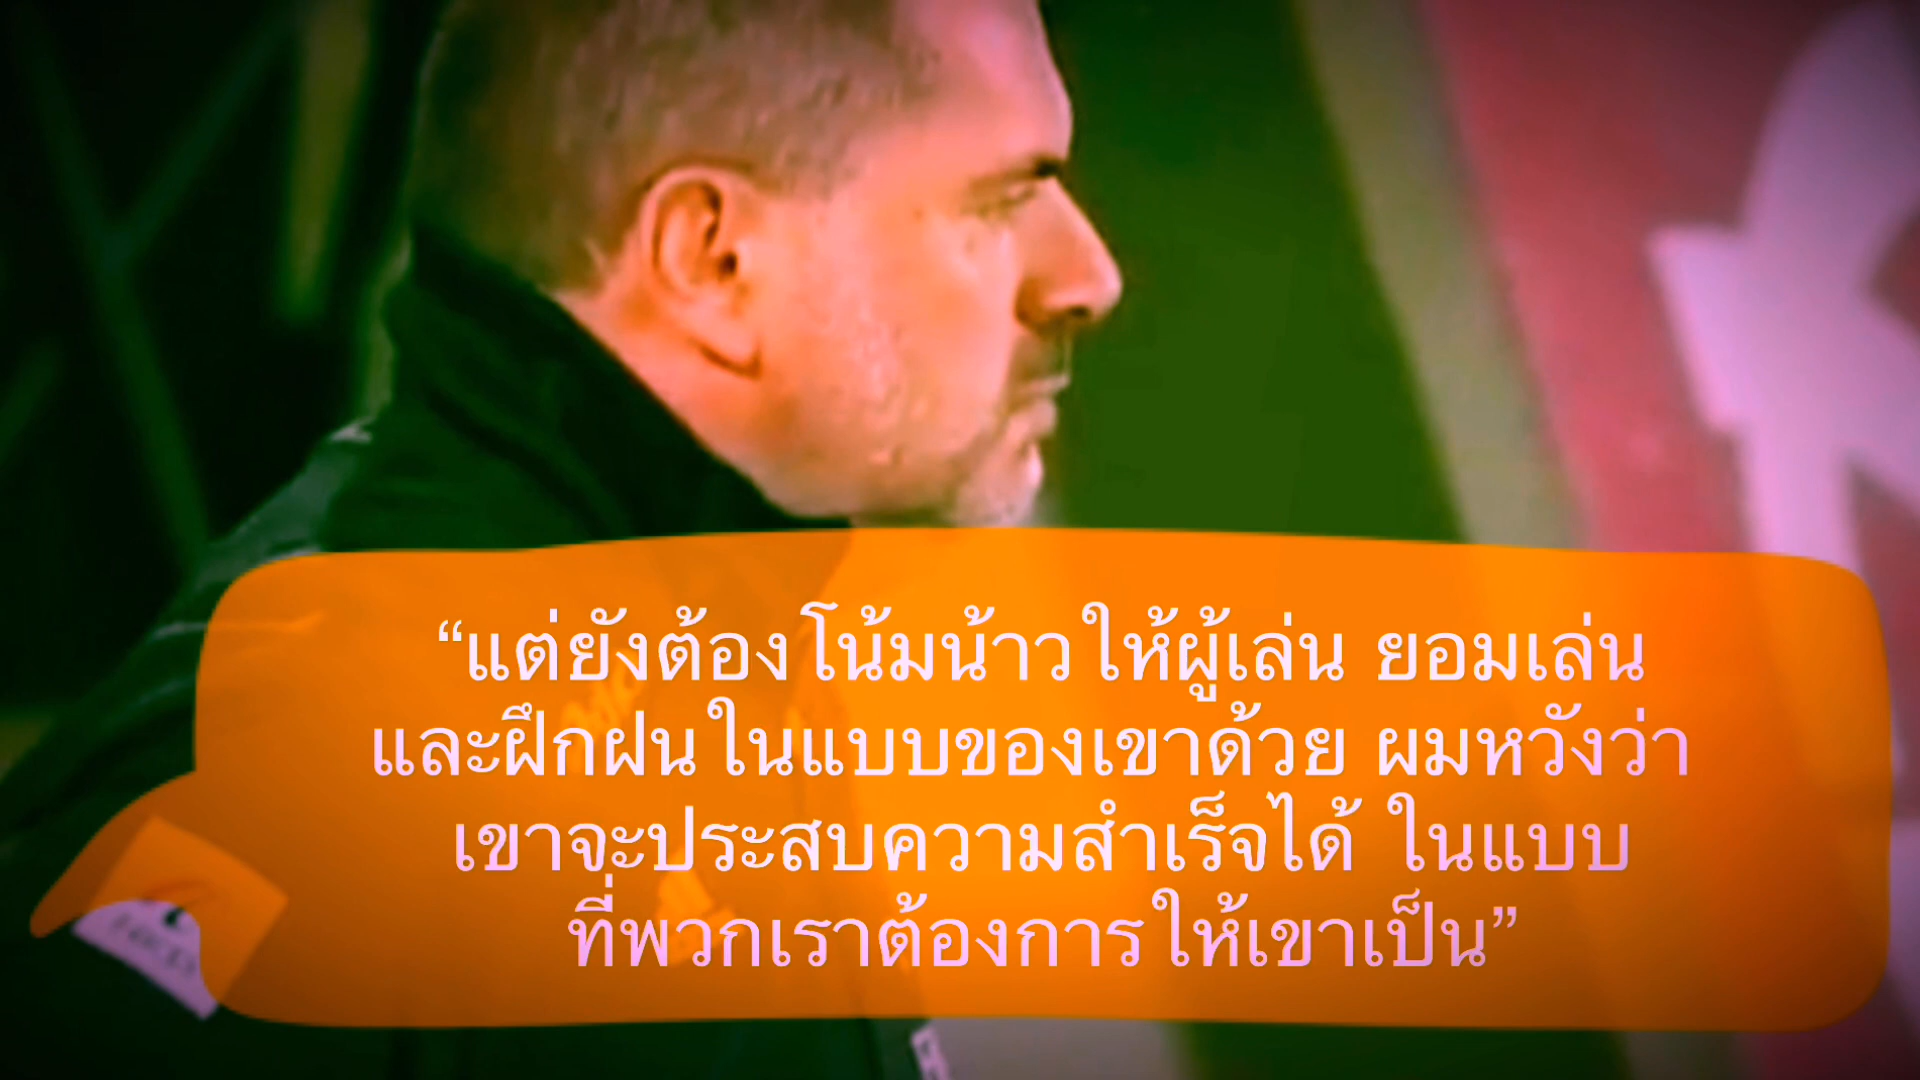 “แต่ยังต้องโน้มน้าวให้ผู้เล่น ยอมเล่น
และฝึกฝนในแบบของเขาด้วย ผมหวังว่า
เขาจะประสบความสำเร็จได้ ในแบบ
ที่พวกเราต้องการให้เขาเป็น”